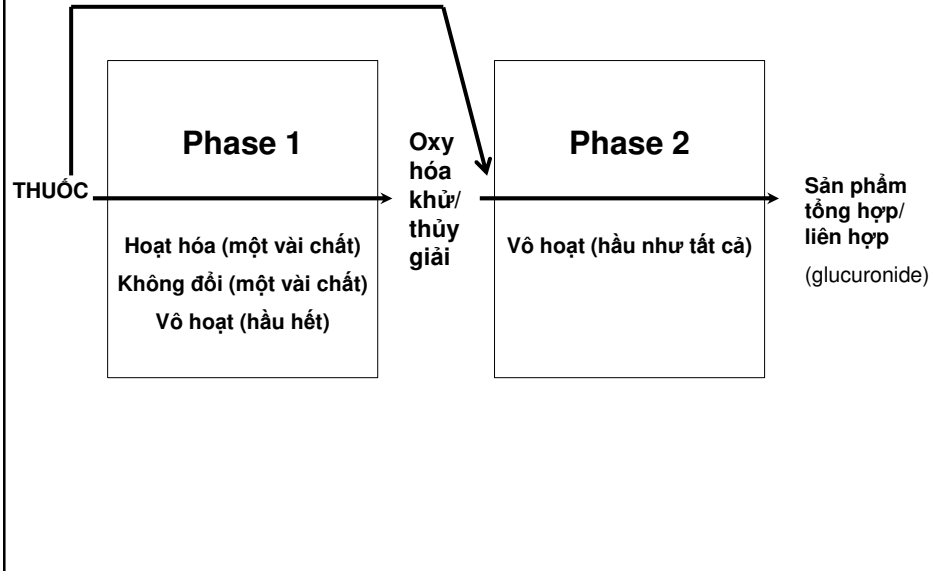 THUỐC
Phase 1
Hoạt hóa (một vài chất)
Không đổi (một vài chất)
Vô hoạt (hầu hết)
Oxy
hóa
khử/
thủy
giải
Phase 2
Vô hoạt (hầu như tất cả)
Sản phẩm
tổng hợp/
liên hợp
(glucuronide)